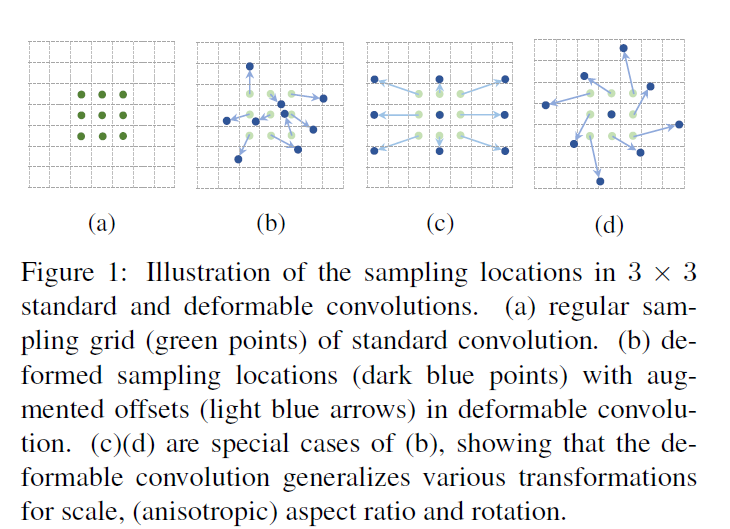 (a) (b) (c) (d)
Figure 1: Illustration of the sampling locations in 3 × 3
standard and deformable convolutions. (a) regular sam-
pling grid (green points) of standard convolution. (b) de-
formed sampling locations (dark blue points) with aug-
mented offsets (light blue arrows) in deformable convolu-
tion. (c)(d) are special cases of (b), showing that the de-
formable convolution generalizes various transformations
for scale, (anisotropic) aspect ratio and rotation.